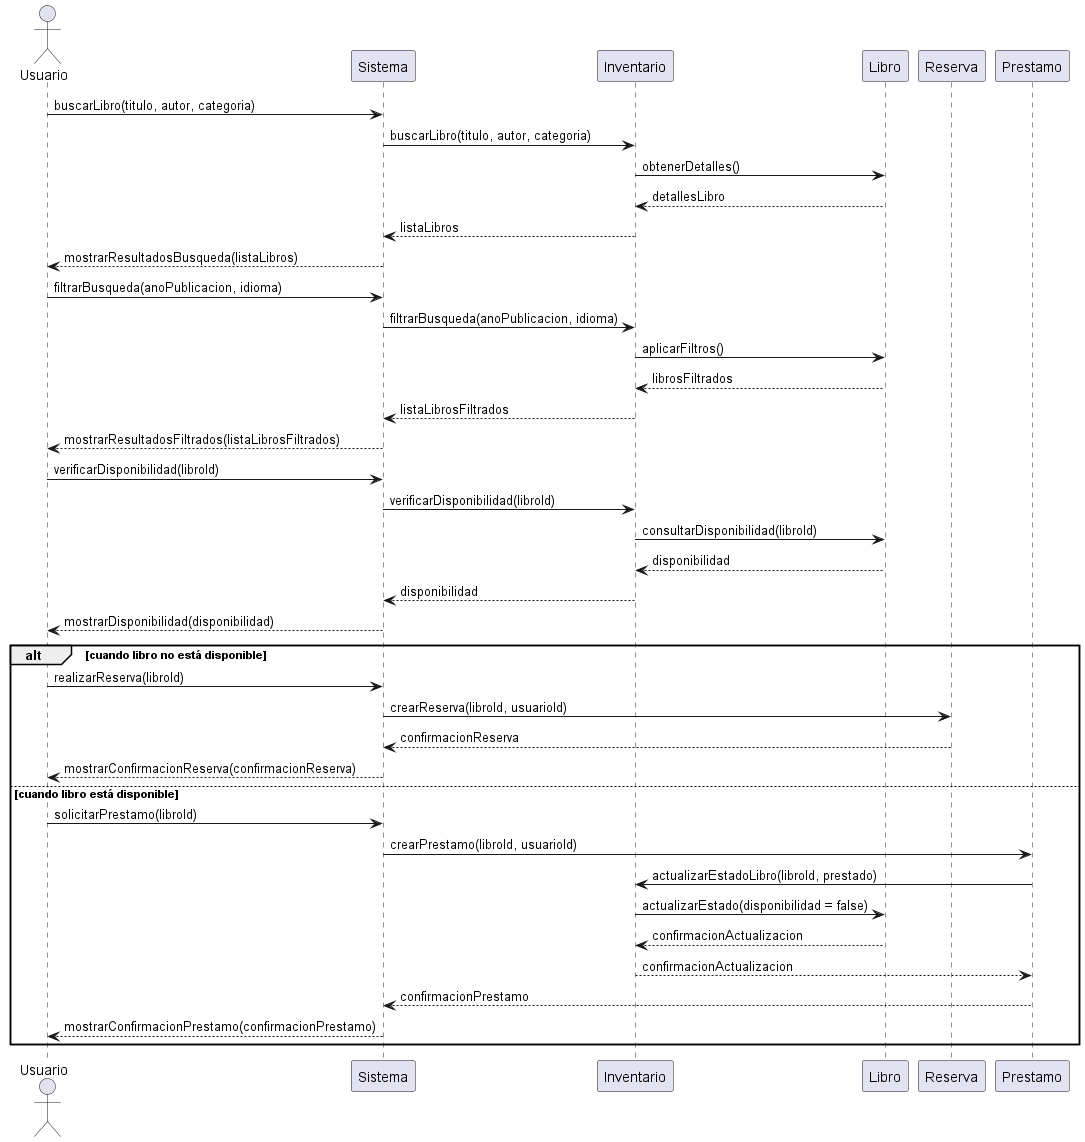 Usuario
Sistema
Inventario
Libro
Reserva
Prestamo
buscarLibro(titulo, autor, categoria)
buscarLibro(titulo, autor, categoria)
obtenerDetalles()
detallesLibro
listaLibros
mostrarResultadosBusqueda(listaLibros)
filtrarBusqueda(anoPublicacion, idioma)
filtrarBusqueda(anoPublicacion, idioma)
aplicarFiltros()
librosFiltrados
listaLibrosFiltrados
mostrarResultadosFiltrados(listaLibrosFiltrados)
verificarDisponibilidad(libroId)
verificarDisponibilidad(libroId)
consultarDisponibilidad(libroId)
disponibilidad
disponibilidad
mostrarDisponibilidad(disponibilidad)
alt [cuando libro no está disponible]
realizarReserva(libroId)
crearReserva(libroId, usuarioId)
confirmacionReserva
mostrarConfirmacionReserva(confirmacionReserva)
[cuando libro está disponible]
solicitarPrestamo(libroId)
crearPrestamo(libroId, usuarioId)
actualizarEstadoLibro(libroId, prestado)
actualizarEstado(disponibilidad = false)
confirmacionActualizacion
confirmacionActualizacion
confirmacionPrestamo
mostrarConfirmacionPrestamo(confirmacionPrestamo)
Usuario
Sistema
Inventario
Libro
Reserva
Prestamo